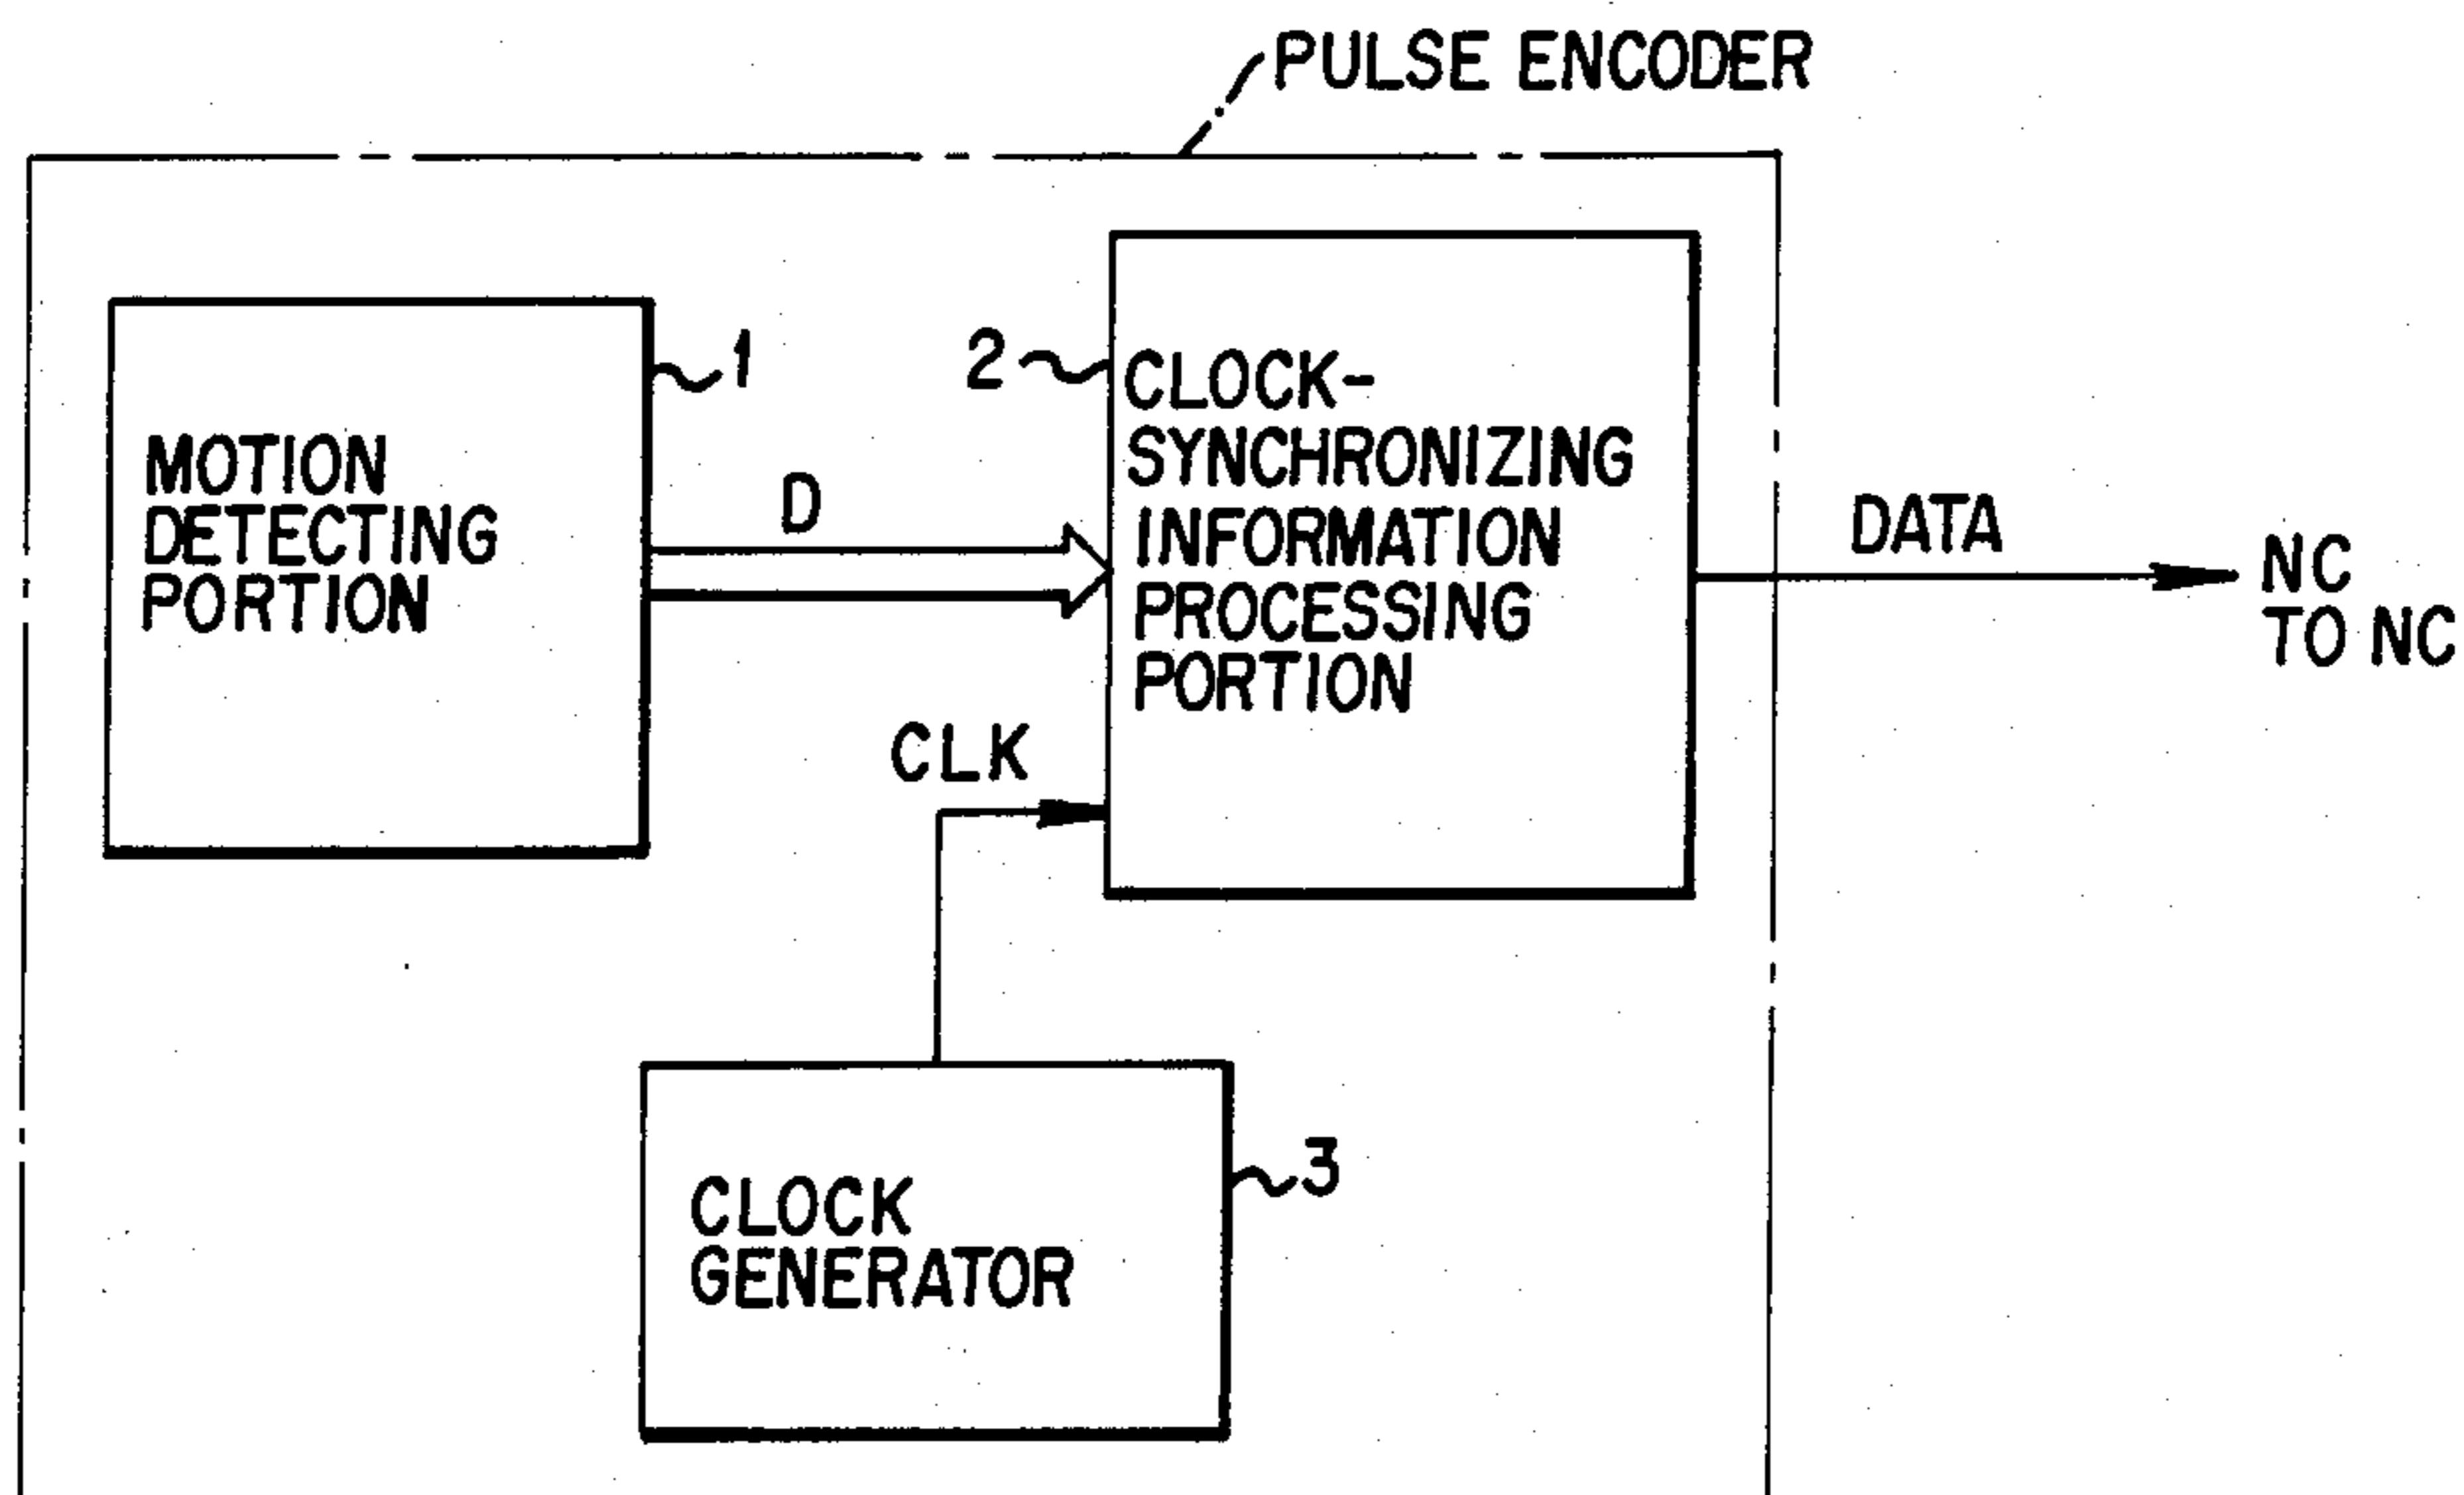 PULSE ENCODER
1
MOTION
DETECTING
PORTION
D
2
CLOCK-
SYNCHRONIZING
INFORMATION
PROCESSING
PORTION
DATA
NC
TO NC
CLK
3
CLOCK
GENERATOR